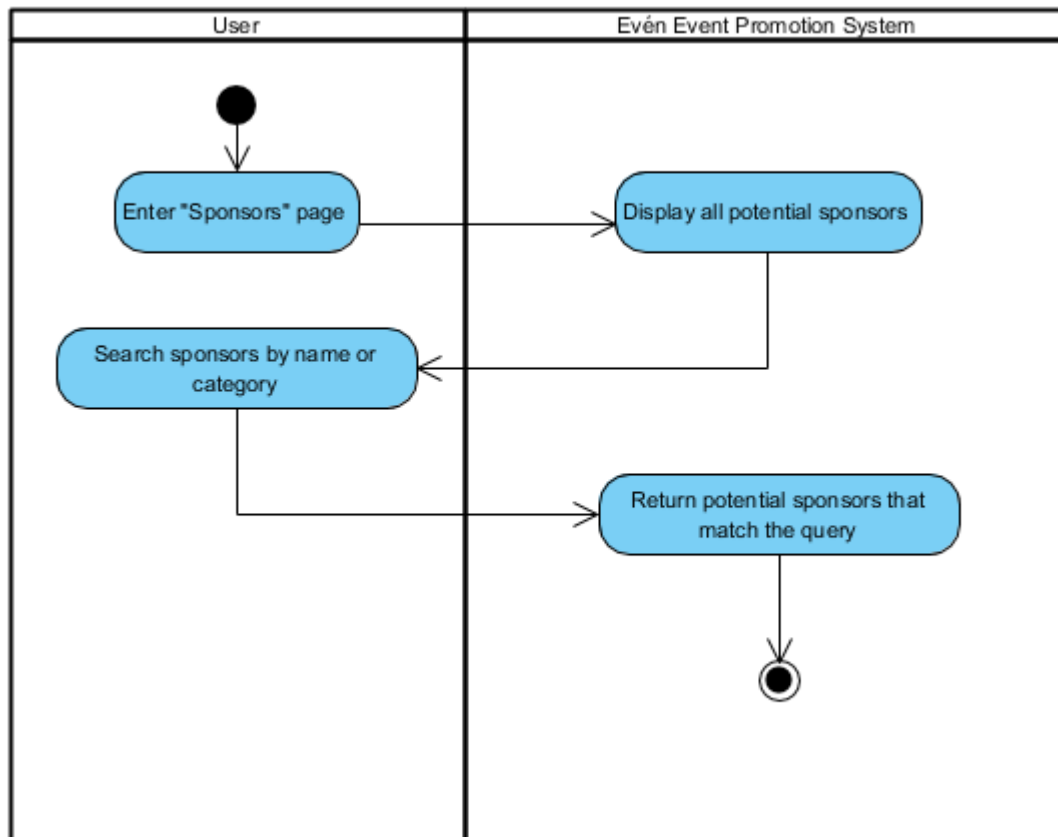 User
Evén Event Promotion System
Enter "Sponsors" page
Display all potential sponsors
Search sponsors by name or
category
Return potential sponsors that
match the query